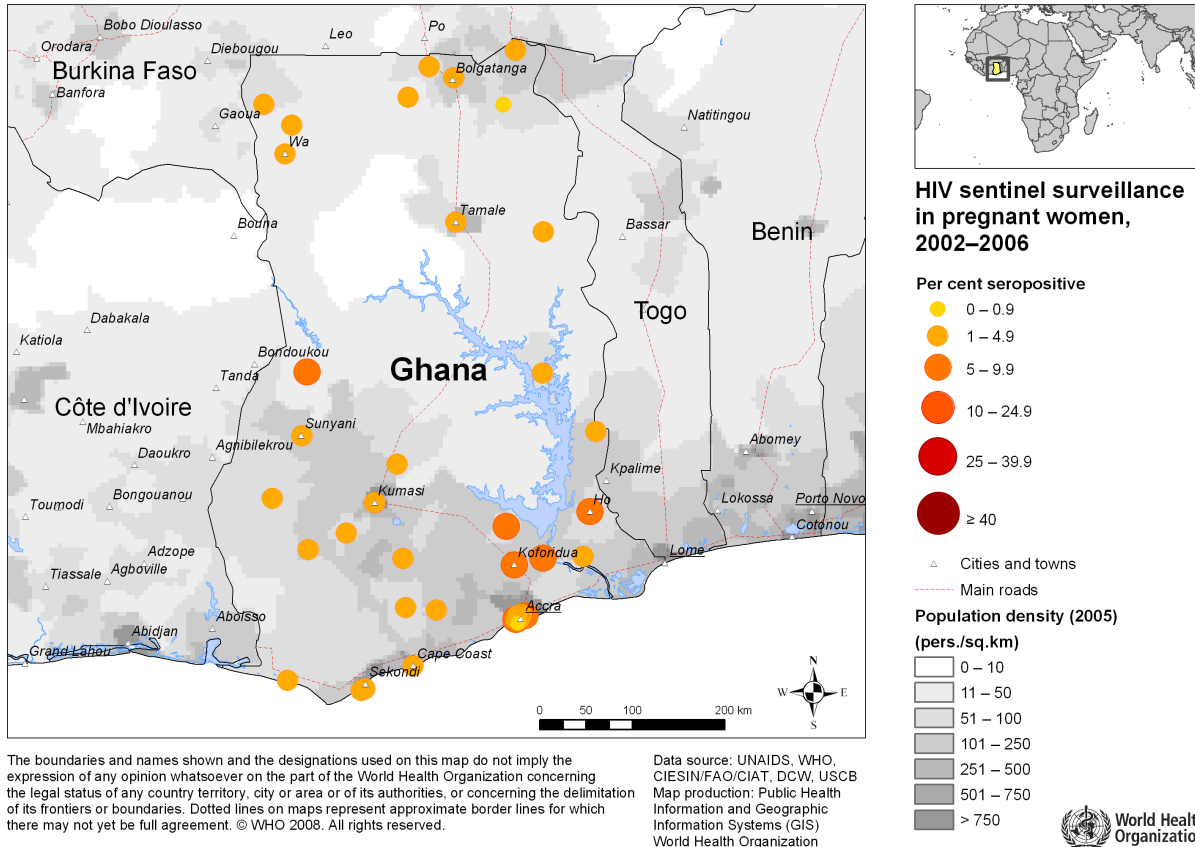 Bobo Dioulasso
Leo
Po
Orodara
Diebougou
Burkina Faso
Bolgatanga
Banfora
Gaoua
Natitingou
Wa
Tamale
Bouna
Bassar
Benin
Togo
Dabakala
Katiola
Bondoukou
Ghana
Tanda
Côte d'Ivoire
Mbahiakro
Sunyani
Agnibilekrou
Abomey
Daoukro
Kpalime
Bongouanou
Kumasi
Toumodi
Ho
Lokossa
Porto Novo
Cotonou
Adzope
Koforidua
Lome
Tiassale
Agboville
Accra
Aboisso
Abidjan
Grand Lahou
Cape Coast
Sekondi
N
W
E
S
0 50 100 200 km
HIV sentinel surveillance
in pregnant women,
2002–2006
Per cent seropositive
0 – 0.9
1 – 4.9
5 – 9.9
10 – 24.9
25 – 39.9
≥ 40
Cities and towns
Main roads
Population density (2005)
(pers./sq.km)
0 – 10
11 – 50
51 – 100
101 – 250
251 – 500
501 – 750
> 750
The boundaries and names shown and the designations used on this map do not imply the
expression of any opinion whatsoever on the part of the World Health Organization concerning
the legal status of any country territory, city or area or of its authorities, or concerning the delimitation
of its frontiers or boundaries. Dotted lines on maps represent approximate border lines for which
there may not yet be full agreement. © WHO 2008. All rights reserved.
Data source: UNAIDS, WHO,
CIESIN/FAO/CIAT, DCW, USCB
Map production: Public Health
Information and Geographic
Information Systems (GIS)
World Health Organization
World Healt
Organizatio